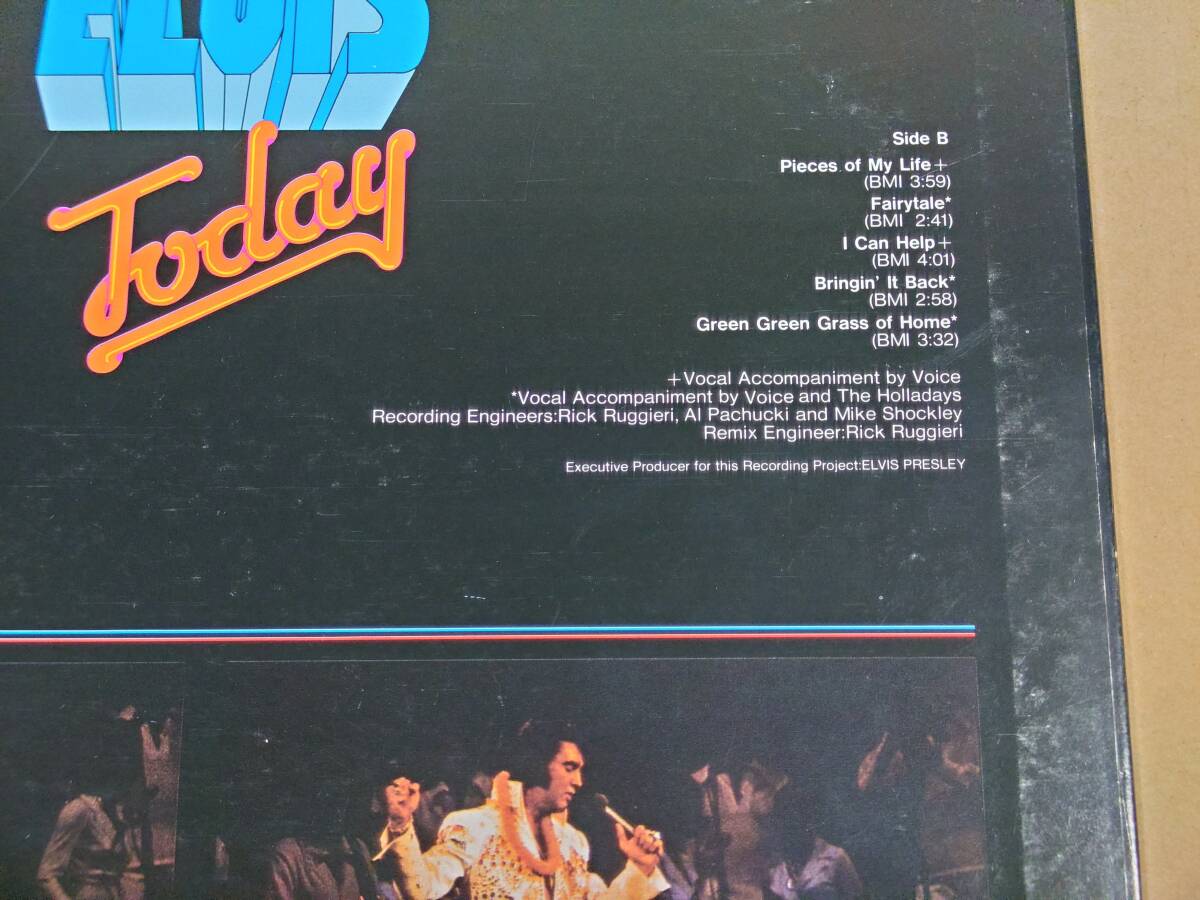 ELVIS
Today
Side B
Pieces of My Life+
(BMI 3:59)
Fairytale*
(BMI 2:41)
I Can Help+
(BMI 4:01)
Bringin' It Back*
(BMI 2:58)
Green Green Grass of Home*
(BMI 3:32)
+Vocal Accompaniment by Voice
*Vocal Accompaniment by Voice and The Holladays
Recording Engineers:Rick Ruggieri, Al Pachucki and Mike Shockley
Remix Engineer:Rick Ruggieri
Executive Producer for this Recording Project:ELVIS PRESLEY